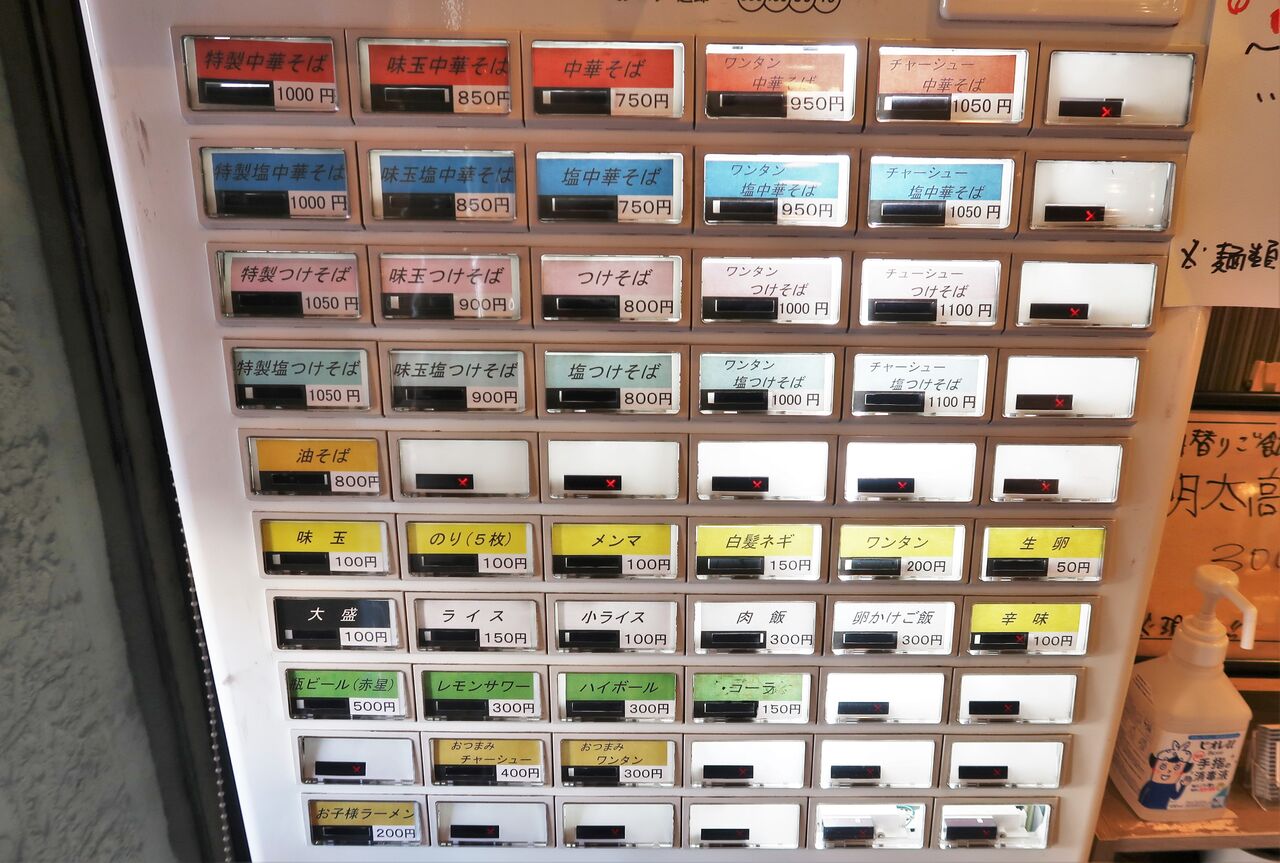 特製中華そば
1000円
味玉中華そば
850円
中華そば
750円
ワンタン
中華そば
950円
チャーシュー
中華そば
1050円
特製塩中華そば
1000円
味玉塩中華そば
850円
塩中華そば
750円
ワンタン
塩中華そば
950円
チャーシュー
塩中華そば
1050円
※麺類
特製つけそば
1050円
味玉つけそば
900円
つけそば
800円
ワンタン
つけそば
1000円
チューシュー
つけそば
1100円
特製塩つけそば
1050円
味玉塩つけそば
900円
塩つけそば
800円
ワンタン
塩つけそば
1000円
チャーシュー
塩つけそば
1100円
油そば
800円
替りご飯
明太高
300
味玉
100円
のり(5枚)
100円
メンマ
100円
白髪ネギ
150円
ワンタン
200円
生卵
50円
大盛
100円
ライス
150円
小ライス
100円
肉飯
300円
卵かけご飯
300円
辛味
100円
瓶ビール(赤星)
500円
レモンサワー
300円
ハイボール
300円
コーラ
150円
おつまみ
チャーシュー
400円
おつまみ
ワンタン
300円
お子様ラーメン
200円
ビオレu
手指の
消毒液